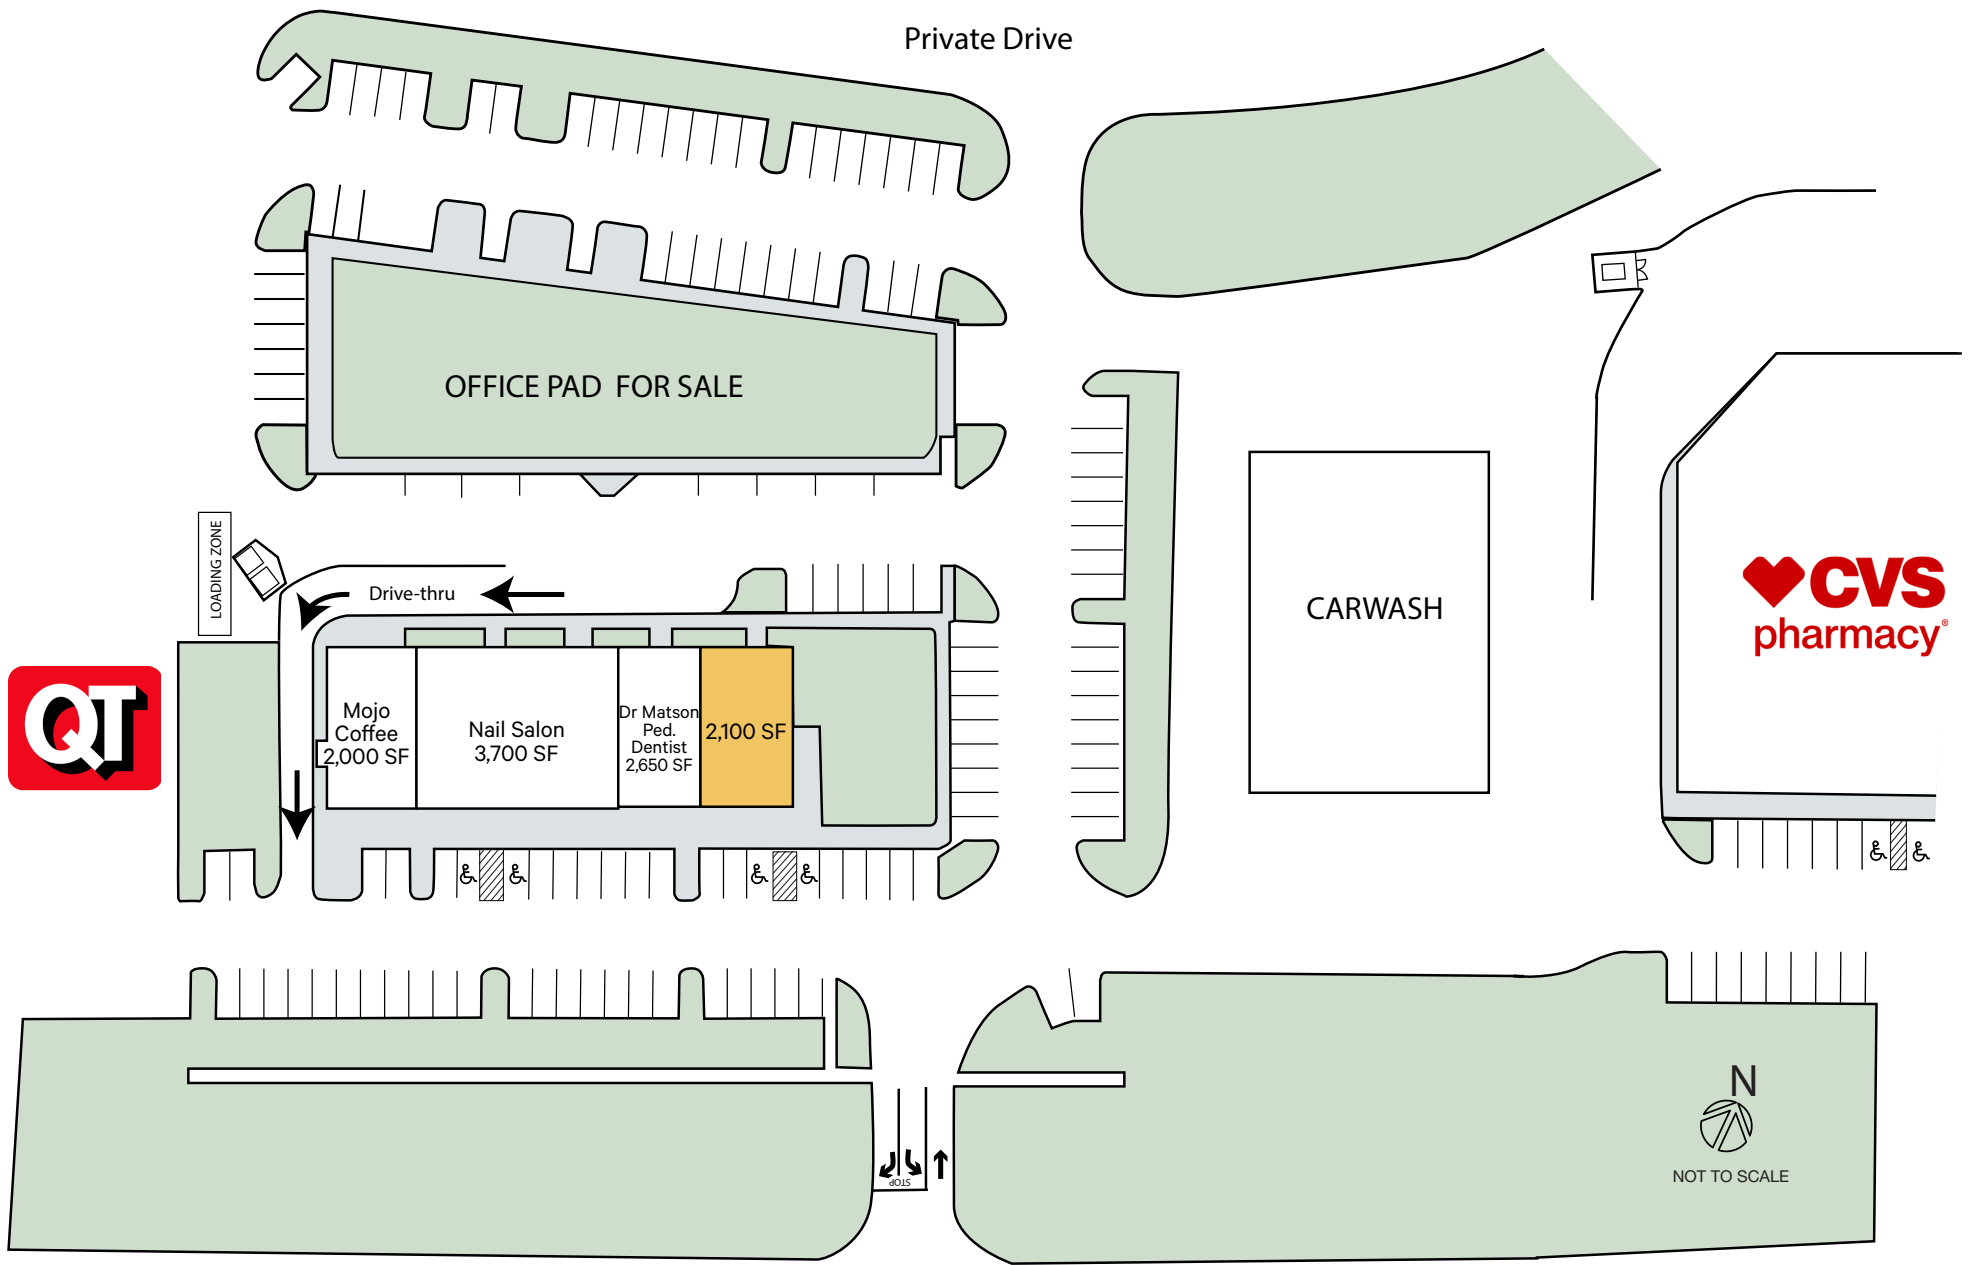 Private Drive
OFFICE PAD FOR SALE
LOADING ZONE
Drive-thru
QT
Mojo
Coffee
2,000 SF
Nail Salon
3,700 SF
Dr Matson
Ped.
Dentist
2,650 SF
2,100 SF
CARWASH
CVS
pharmacy®
STOP
N
NOT TO SCALE